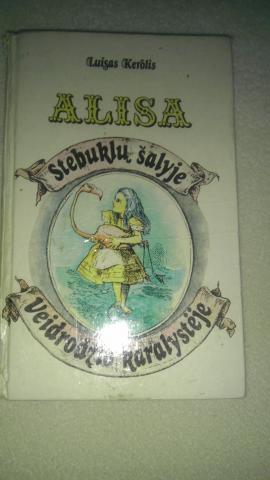 Luisas Kerolis
ALISA
Stebuklų šalyje
Veidrodžio karalystėje